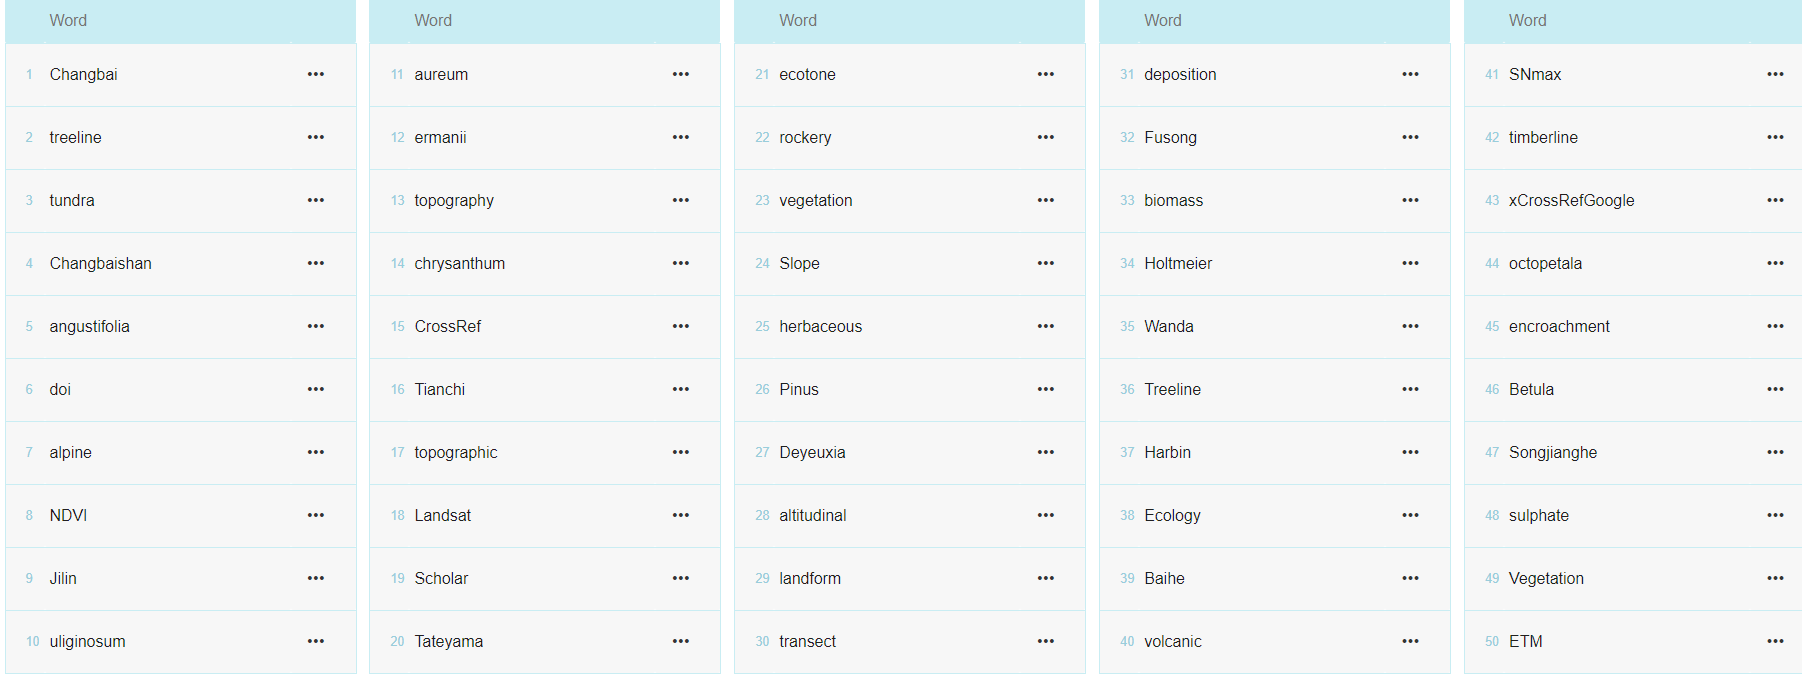 Word Word Word Word Word
1 Changbai ••• 11 aureum ••• 21 ecotone ••• 31 deposition ••• 41 SNmax •••
2 treeline ••• 12 ermanii ••• 22 rockery ••• 32 Fusong ••• 42 timberline •••
3 tundra ••• 13 topography ••• 23 vegetation ••• 33 biomass ••• 43 xCrossRefGoogle •••
4 Changbaishan ••• 14 chrysanthum ••• 24 Slope ••• 34 Holtmeier ••• 44 octopetala •••
5 angustifolia ••• 15 CrossRef ••• 25 herbaceous ••• 35 Wanda ••• 45 encroachment •••
6 doi ••• 16 Tianchi ••• 26 Pinus ••• 36 Treeline ••• 46 Betula •••
7 alpine ••• 17 topographic ••• 27 Deyeuxia ••• 37 Harbin ••• 47 Songjianghe •••
8 NDVI ••• 18 Landsat ••• 28 altitudinal ••• 38 Ecology ••• 48 sulphate •••
9 Jilin ••• 19 Scholar ••• 29 landform ••• 39 Baihe ••• 49 Vegetation •••
10 uliginosum ••• 20 Tateyama ••• 30 transect ••• 40 volcanic ••• 50 ETM •••